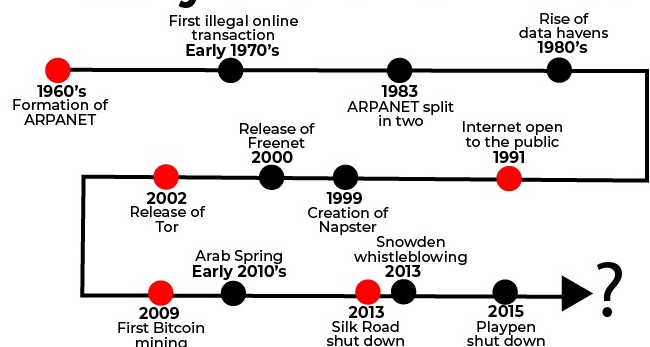 First illegal online
transaction
Early 1970's
Rise of
data havens
1980's
1960's
Formation of
ARPANET
1983
ARPANET split
in two
Release of
Freenet
2000
Internet open
to the public
1991
2002
Release of
Tor
1999
Creation of
Napster
Arab Spring
Early 2010's
Snowden
whistleblowing
2013
?
2009
First Bitcoin
mining
2013
Silk Road
shut down
2015
Playpen
shut down